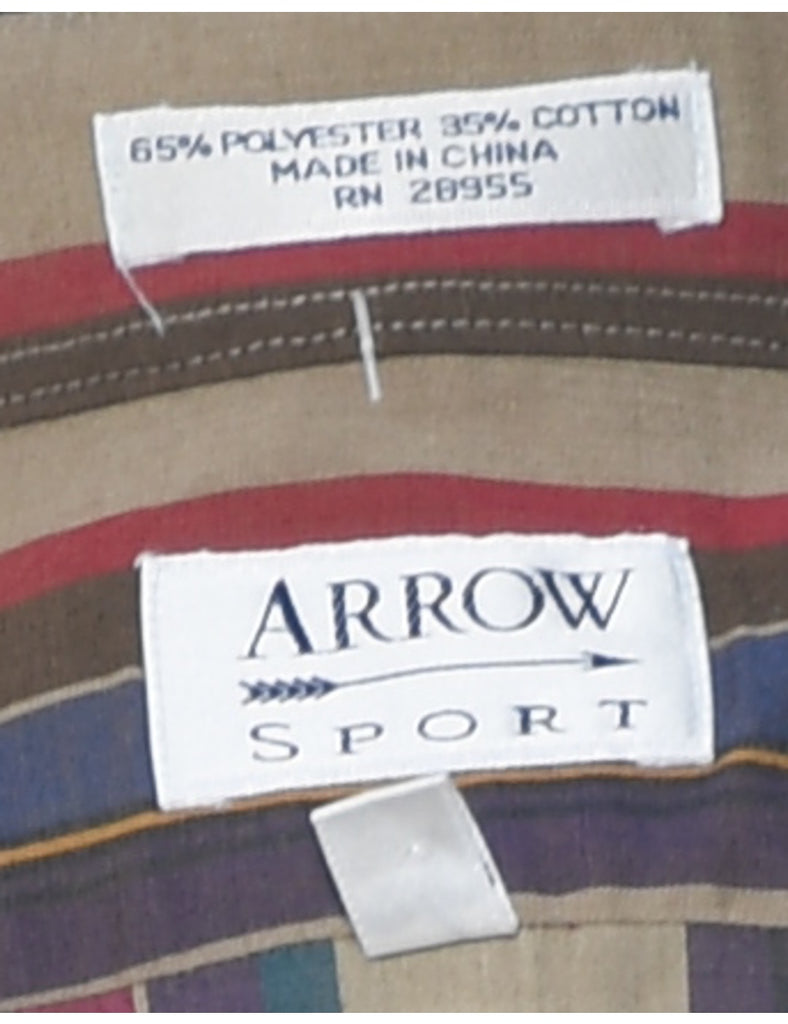 65% POLYESTER 35% COTTON
MADE IN CHINA
RN 28955
ARROW
SPORT